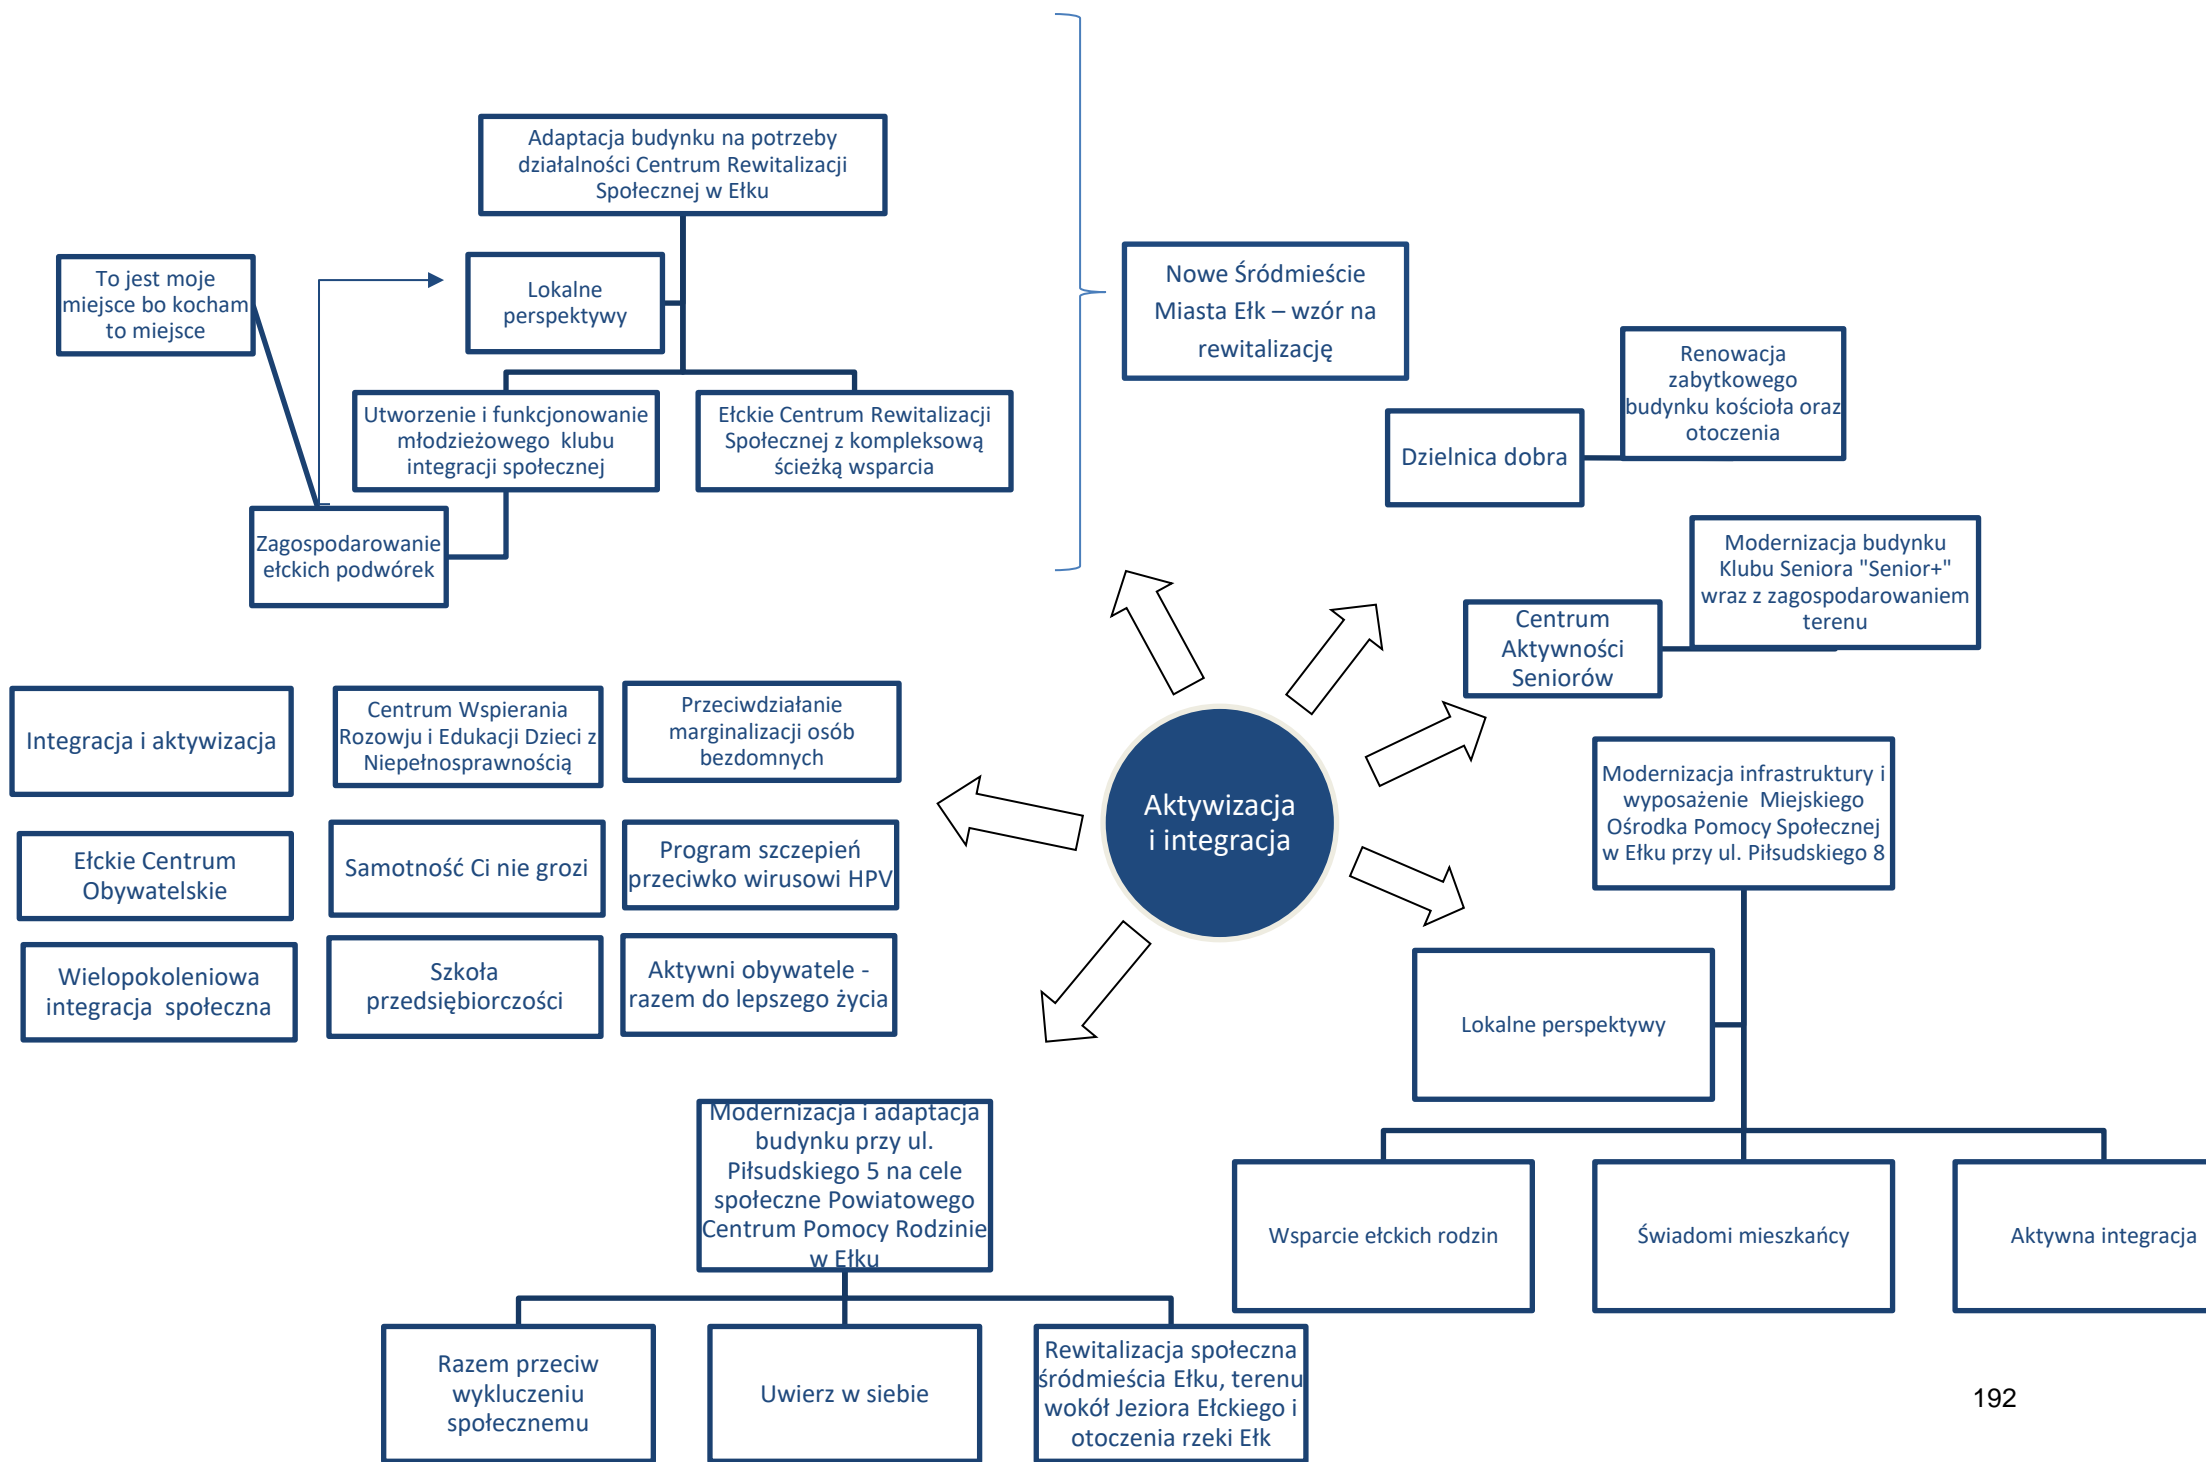 Adaptacja budynku na potrzeby
działalności Centrum Rewitalizacji
Społecznej w Ełku
To jest moje
miejsce bo kocham
to miejsce
Lokalne
perspektywy
Utworzenie i funkcjonowanie
młodzieżowego klubu
integracji społecznej
Ełckie Centrum Rewitalizacji
Społecznej z kompleksową
ścieżką wsparcia
Zagospodarowanie
ełckich podwórek
Nowe Śródmieście
Miasta Ełk – wzór na
rewitalizację
Renowacja
zabytkowego
budynku kościoła oraz
otoczenia
Dzielnica dobra
Modernizacja budynku
Klubu Seniora "Senior+"
wraz z zagospodarowaniem
terenu
Centrum
Aktywności
Seniorów
Integracja i aktywizacja
Centrum Wspierania
Rozowju i Edukacji Dzieci z
Niepełnosprawnością
Przeciwdziałanie
marginalizacji osób
bezdomnych
Ełckie Centrum
Obywatelskie
Samotność Ci nie grozi
Program szczepień
przeciwko wirusowi HPV
Wielopokoleniowa
integracja społeczna
Szkoła
przedsiębiorczości
Aktywni obywatele -
razem do lepszego życia
Aktywizacja
i integracja
Modernizacja infrastruktury i
wyposażenie Miejskiego
Ośrodka Pomocy Społecznej
w Ełku przy ul. Piłsudskiego 8
Lokalne perspektywy
Wsparcie ełckich rodzin
Świadomi mieszkańcy
Aktywna integracja
Modernizacja i adaptacja
budynku przy ul.
Piłsudskiego 5 na cele
społeczne Powiatowego
Centrum Pomocy Rodzinie
w Ełku
Razem przeciw
wykluczeniu
społecznemu
Uwierz w siebie
Rewitalizacja społeczna
śródmieścia Ełku, terenu
wokół Jeziora Ełckiego i
otoczenia rzeki Ełk
192